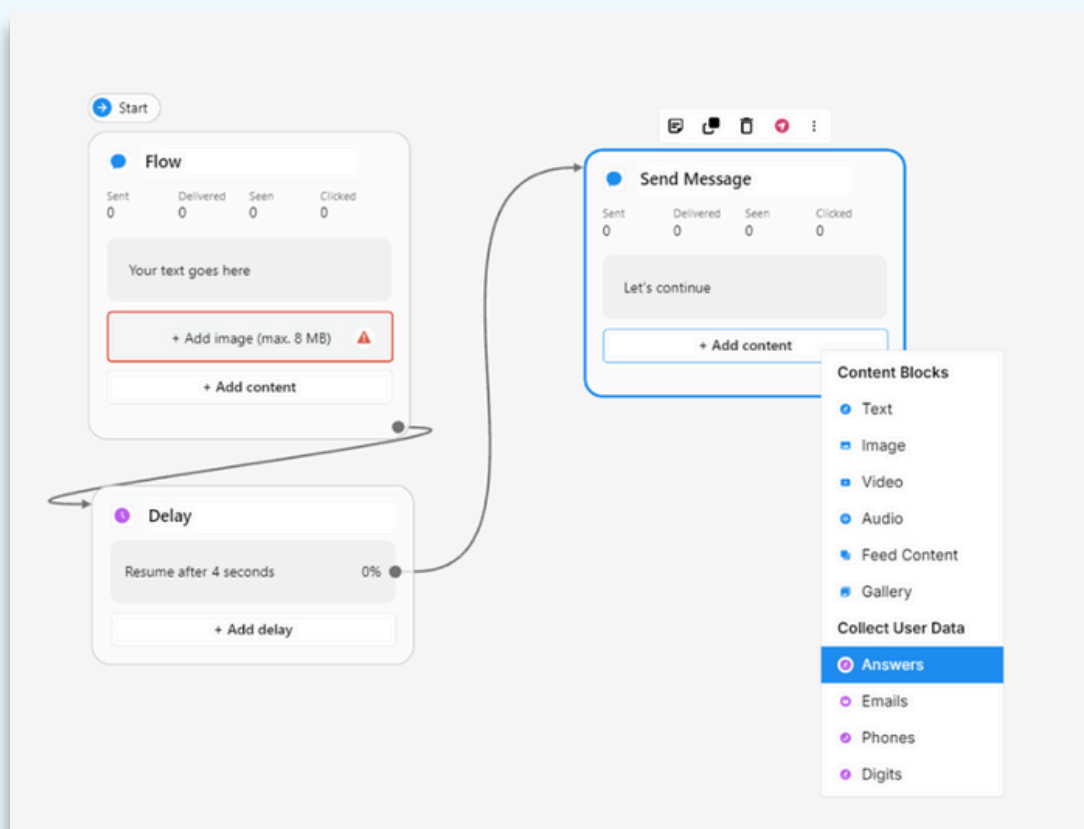 Start
Flow
Sent Delivered Seen Clicked
0 0 0 0
Your text goes here
+ Add image (max. 8 MB)
+ Add content
Delay
Resume after 4 seconds 0%
+ Add delay
Send Message
Sent Delivered Seen Clicked
0 0 0 0
Let's continue
+ Add content
Content Blocks
Text
Image
Video
Audio
Feed Content
Gallery
Collect User Data
Answers
Emails
Phones
Digits